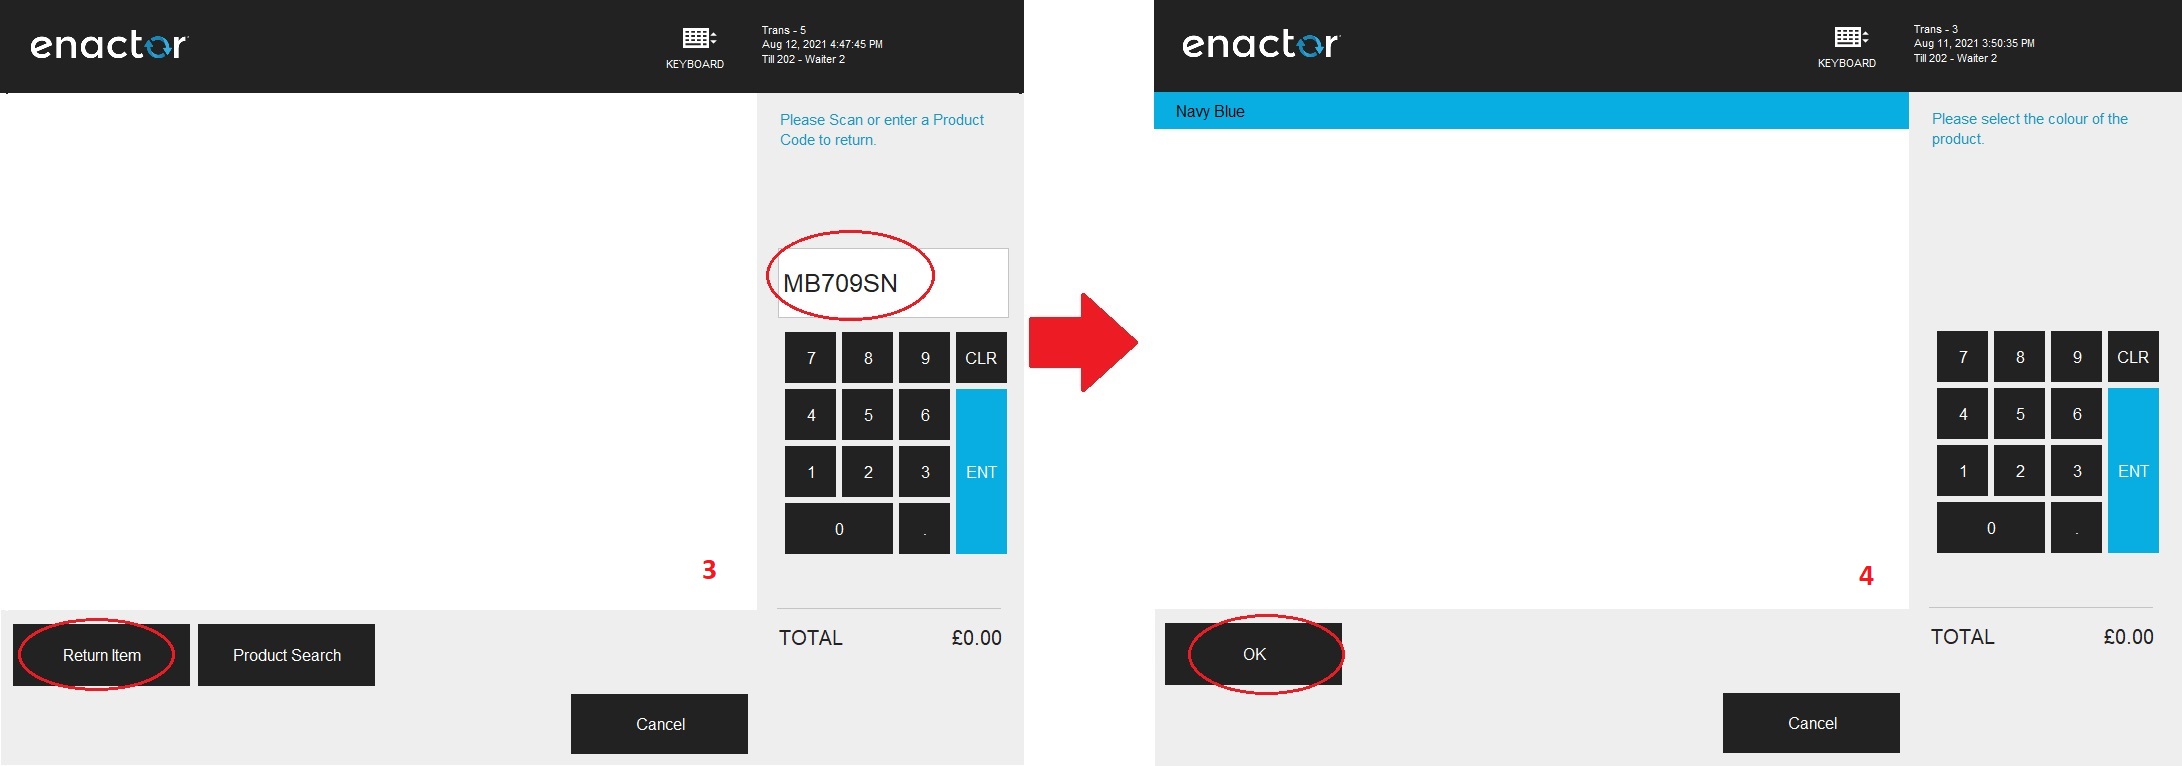 enactor
KEYBOARD
Trans - 5
Aug 12, 2021 4:47:45 PM
Till 202 - Waiter 2
Please Scan or enter a Product
Code to return.
MB709SN
7 8 9 CLR
4 5 6
1 2 3 ENT
0 .
3
TOTAL £0.00
Return Item
Product Search
Cancel
enactor
KEYBOARD
Trans - 3
Aug 11, 2021 3:50:35 PM
Till 202 - Waiter 2
Navy Blue
Please select the colour of the
product.
7 8 9 CLR
4 5 6
1 2 3 ENT
0 .
4
TOTAL £0.00
OK
Cancel